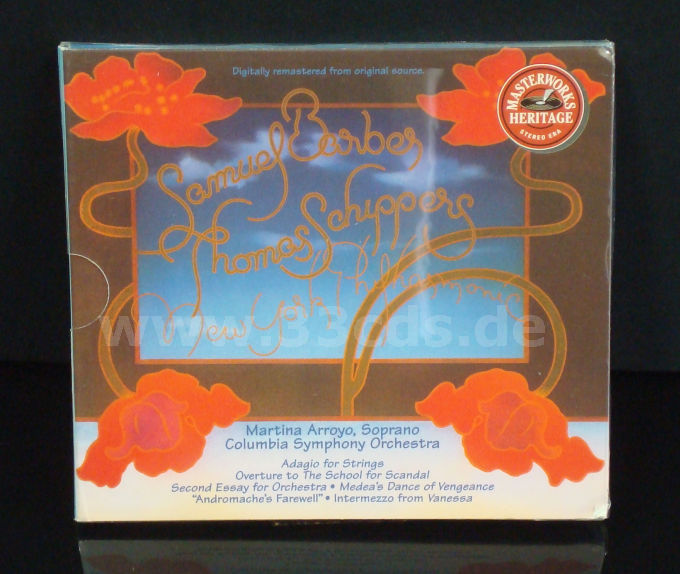 Digitally remastered from original source.
MASTERWORKS
HERITAGE
STEREO ERA
Samuel Barber
Thomas Schippers
New York Philharmonic
www.33cds.de
Martina Arroyo, Soprano
Columbia Symphony Orchestra
Adagio for Strings
Overture to The School for Scandal
Second Essay for Orchestra • Medea's Dance of Vengeance
"Andromache's Farewell" • Intermezzo from Vanessa